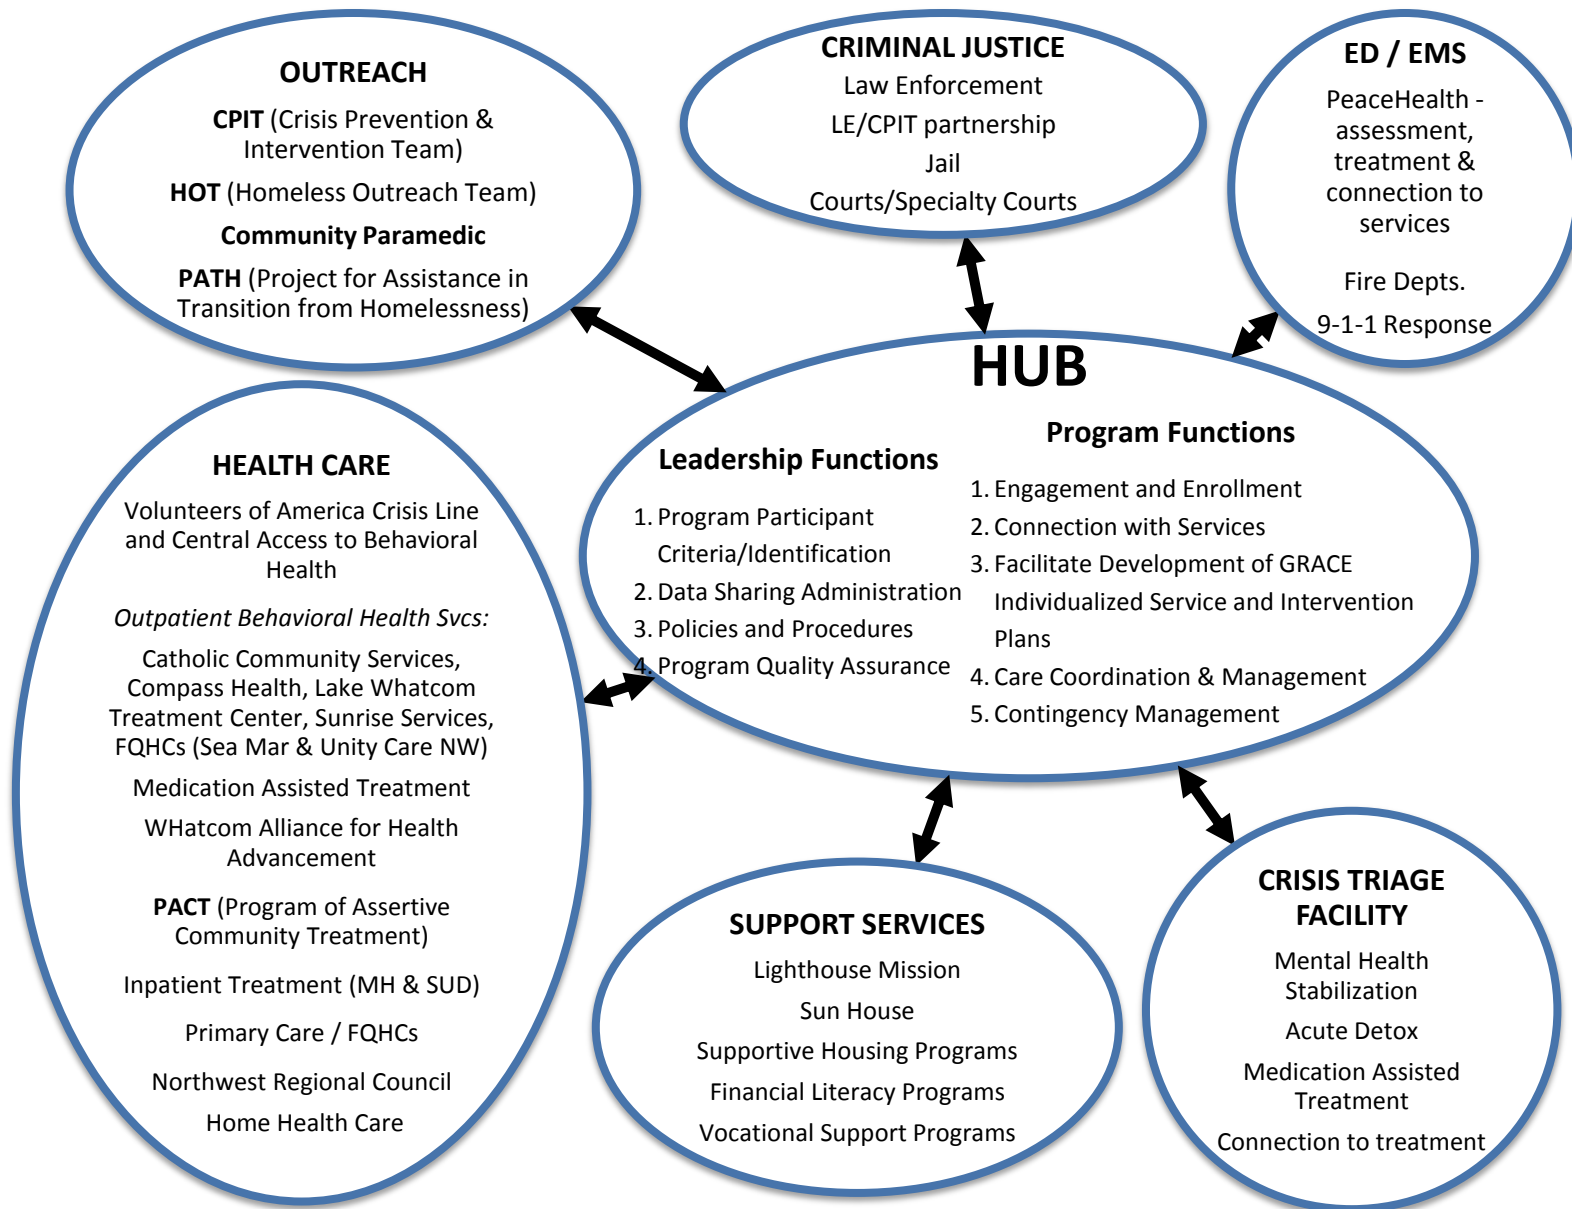 OUTREACH
CPIT (Crisis Prevention &
Intervention Team)
HOT (Homeless Outreach Team)
Community Paramedic
PATH (Project for Assistance in
Transition from Homelessness)
CRIMINAL JUSTICE
Law Enforcement
LE/CPIT partnership
Jail
Courts/Specialty Courts
ED / EMS
PeaceHealth -
assessment,
treatment &
connection to
services
Fire Depts.
9-1-1 Response
HUB
Leadership Functions
1. Program Participant
Criteria/Identification
2. Data Sharing Administration
3. Policies and Procedures
4. Program Quality Assurance
Program Functions
1. Engagement and Enrollment
2. Connection with Services
3. Facilitate Development of GRACE
Individualized Service and Intervention
Plans
4. Care Coordination & Management
5. Contingency Management
HEALTH CARE
Volunteers of America Crisis Line
and Central Access to Behavioral
Health
Outpatient Behavioral Health Svcs:
Catholic Community Services,
Compass Health, Lake Whatcom
Treatment Center, Sunrise Services,
FQHCs (Sea Mar & Unity Care NW)
Medication Assisted Treatment
WHatcom Alliance for Health
Advancement
PACT (Program of Assertive
Community Treatment)
Inpatient Treatment (MH & SUD)
Primary Care / FQHCs
Northwest Regional Council
Home Health Care
SUPPORT SERVICES
Lighthouse Mission
Sun House
Supportive Housing Programs
Financial Literacy Programs
Vocational Support Programs
CRISIS TRIAGE
FACILITY
Mental Health
Stabilization
Acute Detox
Medication Assisted
Treatment
Connection to treatment